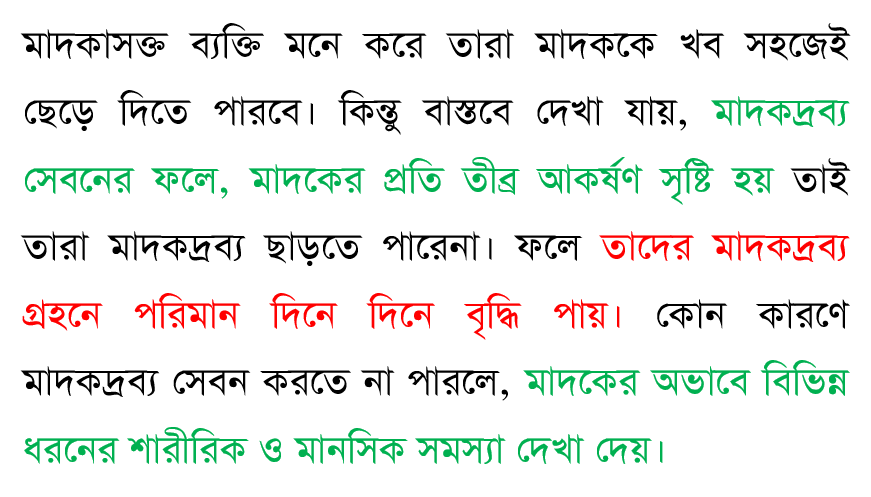 মাদকাসক্ত ব্যক্তি মনে করে তারা মাদককে খব সহজেই
ছেড়ে দিতে পারবে। কিন্তু বাস্তবে দেখা যায়, মাদকদ্রব্য
সেবনের ফলে, মাদকের প্রতি তীব্র আকর্ষণ সৃষ্টি হয় তাই
তারা মাদকদ্রব্য ছাড়তে পারেনা। ফলে তাদের মাদকদ্রব্য
গ্রহনে পরিমান দিনে দিনে বৃদ্ধি পায়। কোন কারণে
মাদকদ্রব্য সেবন করতে না পারলে, মাদকের অভাবে বিভিন্ন
ধরনের শারীরিক ও মানসিক সমস্যা দেখা দেয়।